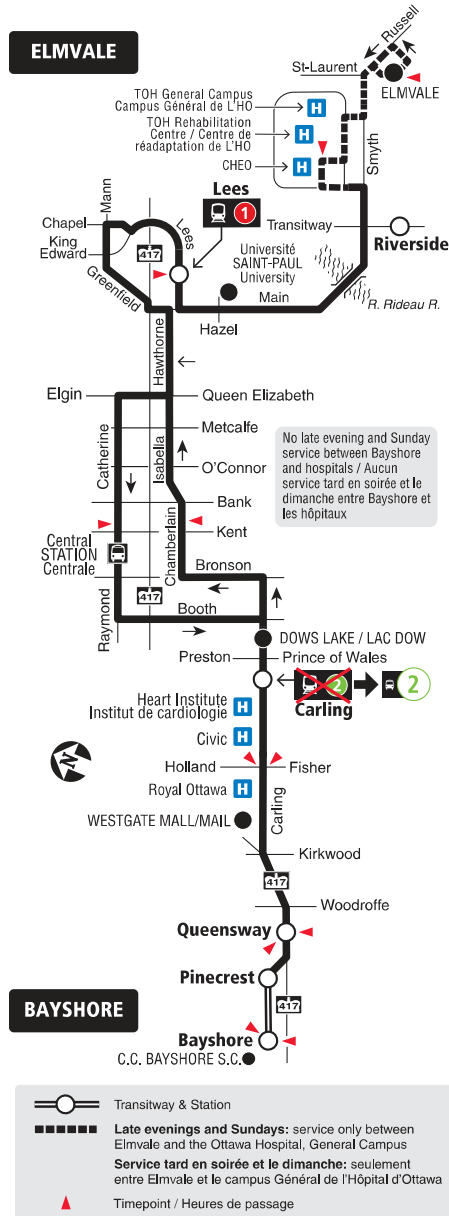 ELMVALE
Russell
St-Laurent
ELMVALE
TOH General Campus
Campus Général de L'HO
TOH Rehabilitation
Centre / Centre de
réadaptation de L'HO
CHEO
H
H
H
Smyth
Mann
Lees
1
Chapel
King
Edward
Lees
417
Greenfield
Transitway
Riverside
Université
SAINT-PAUL
University
Main
Hazel
R. Rideau R.
Hawthorne
Elgin
Queen Elizabeth
Catherine
Isabella
Metcalfe
O'Connor
Bank
Kent
Chamberlain
No late evening and Sunday
service between Bayshore
and hospitals / Aucun
service tard en soirée et le
dimanche entre Bayshore et
les hôpitaux
Central
STATION
Centrale
Bronson
417
Raymond
Booth
DOWS LAKE / LAC DOW
Preston
Prince of Wales
2
2
Carling
Heart Institute
Institut de cardiologie
H
Civic
H
N
Holland
Fisher
Royal Ottawa
H
Carling
WESTGATE MALL/MAIL
Kirkwood
417
Woodroffe
Queensway
Pinecrest
417
BAYSHORE
Bayshore
C.C. BAYSHORE S.C.
Transitway & Station
Late evenings and Sundays: service only between
Elmvale and the Ottawa Hospital, General Campus
Service tard en soirée et le dimanche: seulement
entre Elmvale et le campus Général de l'Hôpital d'Ottawa
Timepoint / Heures de passage